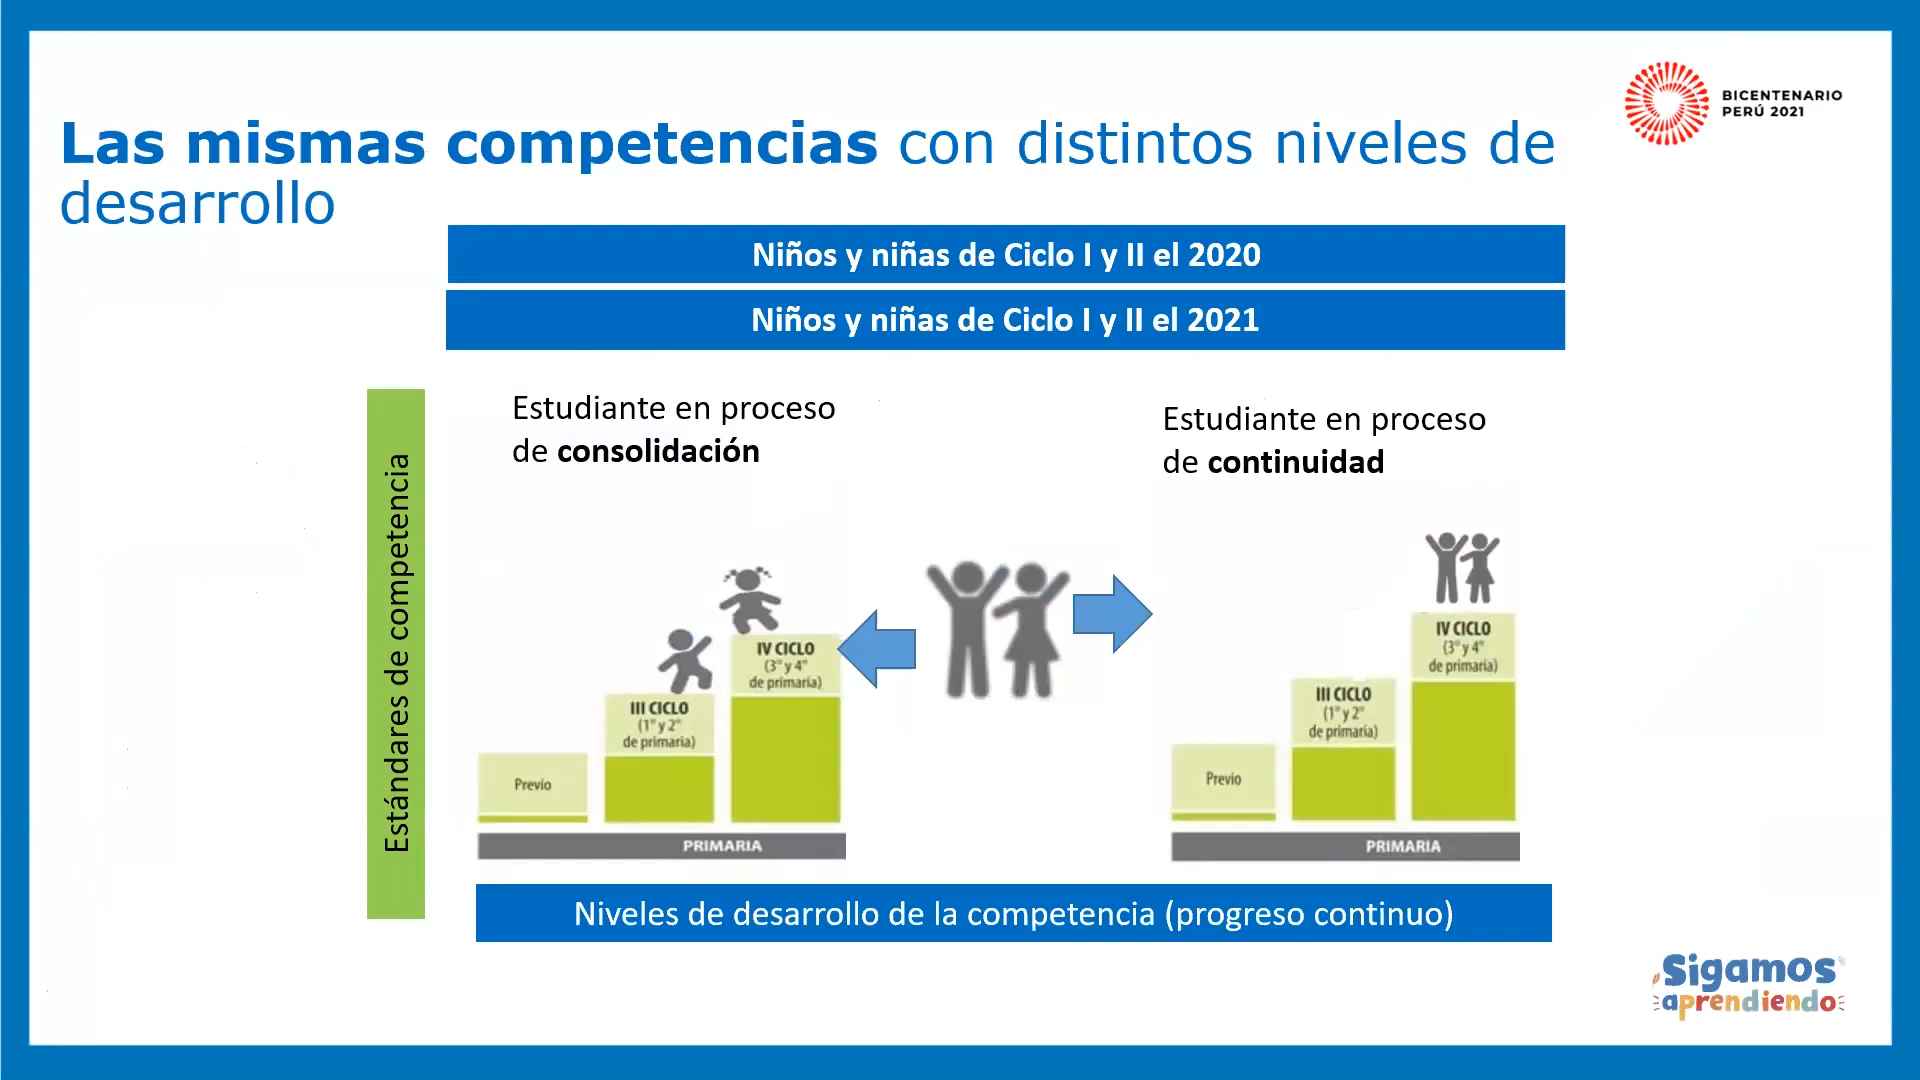 BICENTENARIO
PERÚ 2021
Las mismas competencias con distintos niveles de
desarrollo
Niños y niñas de Ciclo I y II el 2020
Niños y niñas de Ciclo I y II el 2021
Estándares de competencia
Estudiante en proceso
de consolidación
IV CICLO
(3° y 4°
de primaria)
III CICLO
(1° y 2°
de primaria)
Previo
PRIMARIA
Estudiante en proceso
de continuidad
IV CICLO
(3° y 4°
de primaria)
III CICLO
(1° y 2°
de primaria)
Previo
PRIMARIA
Niveles de desarrollo de la competencia (progreso continuo)
Sigamos
aprendiendo